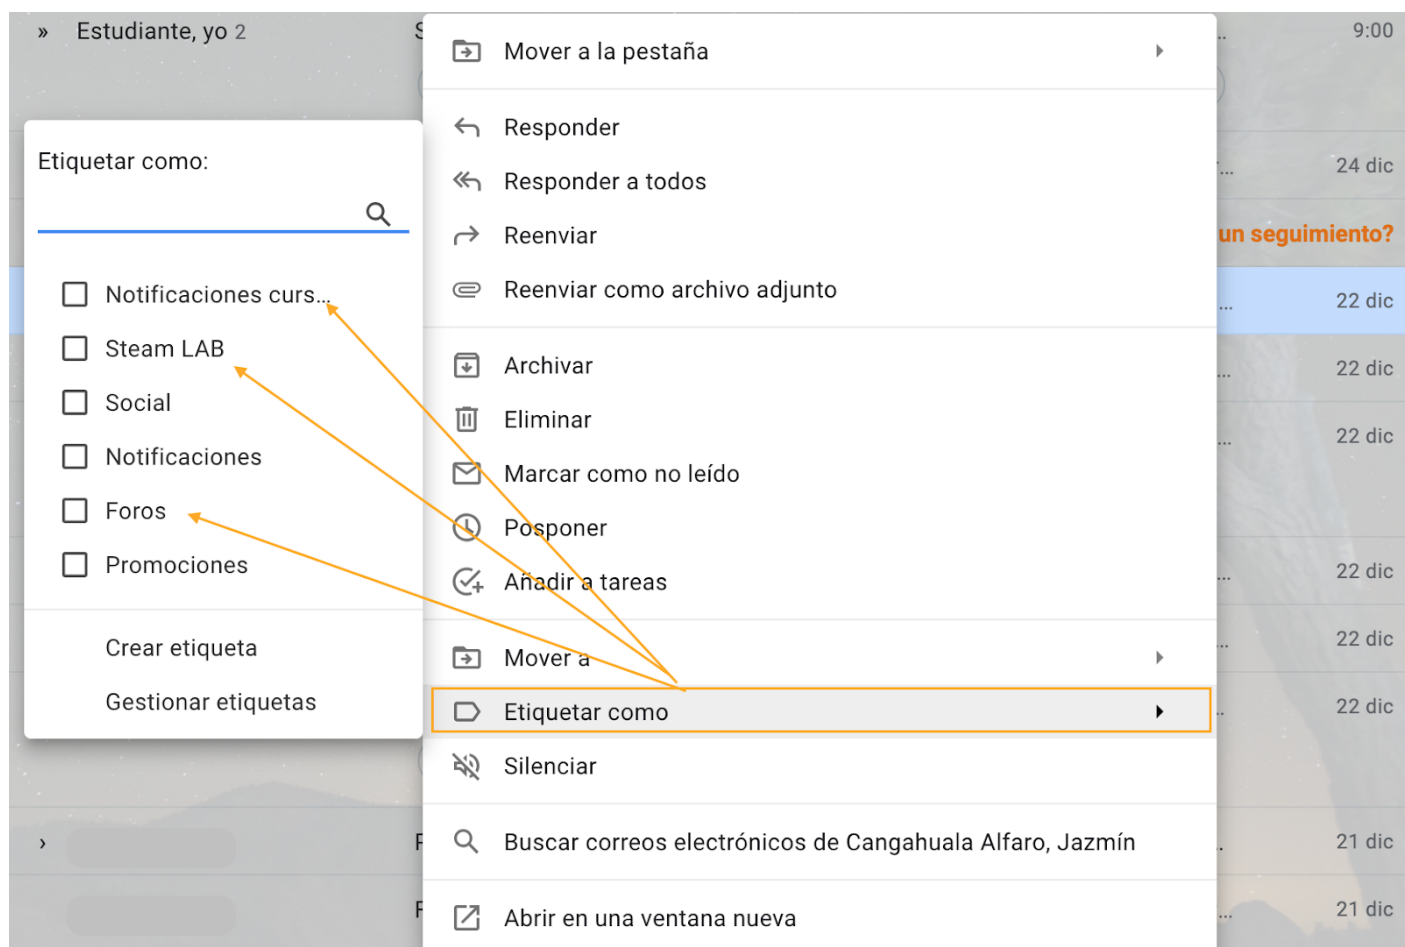 » Estudiante, yo 2
9:00
Mover a la pestaña
Responder
Responder a todos
24 dic
Reenviar
un seguimiento?
Reenviar como archivo adjunto
22 dic
Archivar
22 dic
Eliminar
22 dic
Marcar como no leído
Posponer
Añadir a tareas
22 dic
Mover a
22 dic
Etiquetar como
22 dic
Silenciar
Buscar correos electrónicos de Cangahuala Alfaro, Jazmín
21 dic
Abrir en una ventana nueva
21 dic
Etiquetar como:
Notificaciones curs...
Steam LAB
Social
Notificaciones
Foros
Promociones
Crear etiqueta
Gestionar etiquetas